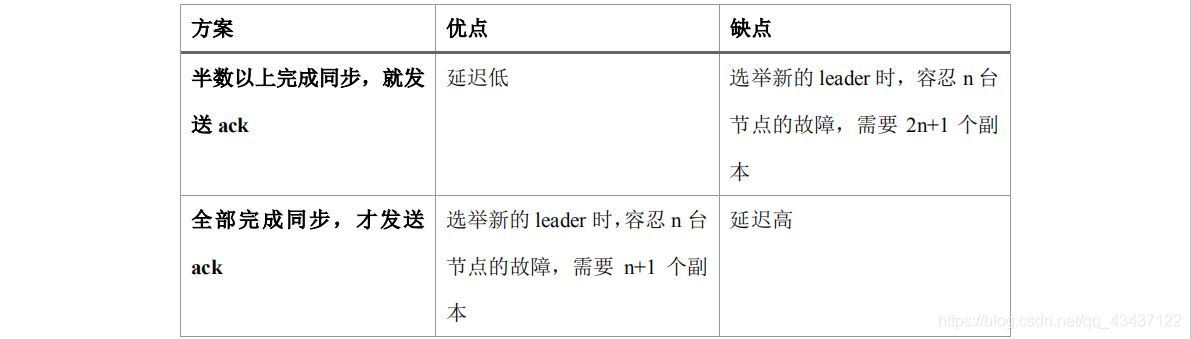 方案 优点 缺点
半数以上完成同步，就发 延迟低 选举新的 leader 时，容忍 n 台
送 ack 节点的故障，需要 2n+1 个副
本
全部完成同步，才发送 选举新的 leader 时，容忍 n 台 延迟高
ack 节点的故障，需要 n+1 个副
本
https://blog.csdn.net/qq_43437122